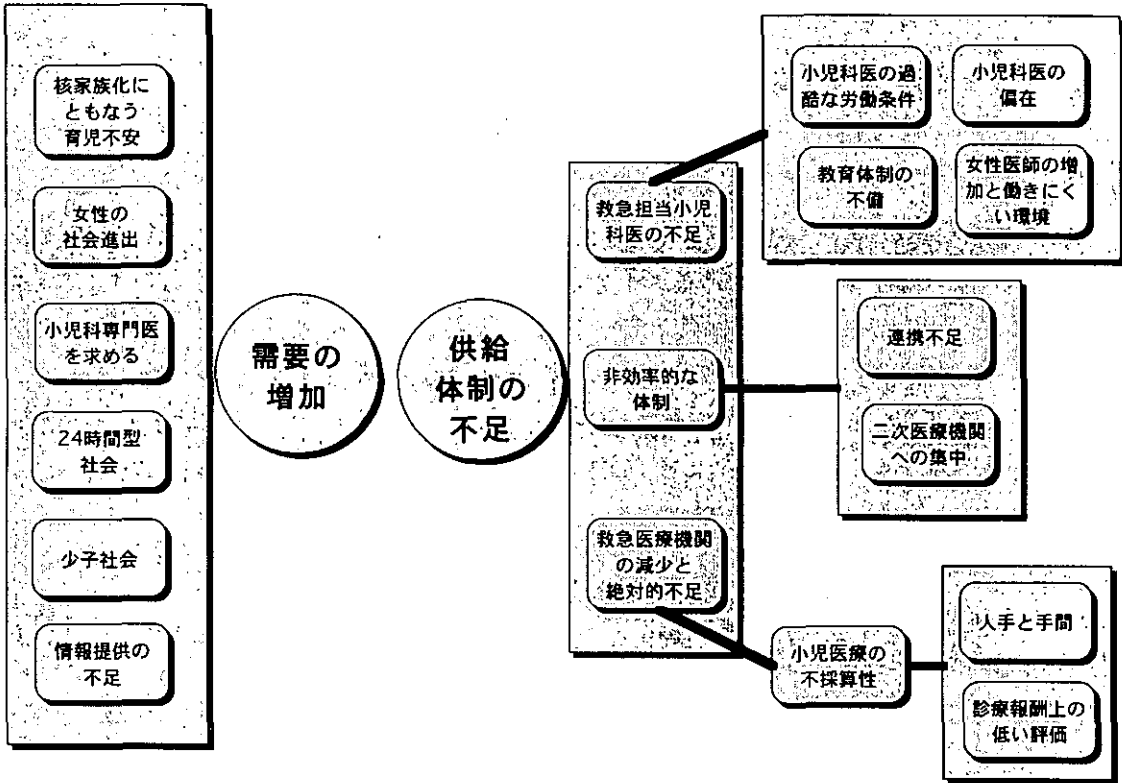 核家族化に
ともなう
育児不安
女性の
社会進出
小児科専門医
を求める
24時間型
社会
少子社会
情報提供の
不足
需要の
増加
供給
体制の
不足
救急担当小児
科医の不足
非効率的な
体制
救急医療機関
の減少と
絶対的不足
小児科医の過
酷な労働条件
小児科医の
偏在
教育体制の
不備
女性医師の増
加と働きにく
い環境
連携不足
二次医療機関
への集中
小児医療の
不採算性
人手と手間
診療報酬上の
低い評価